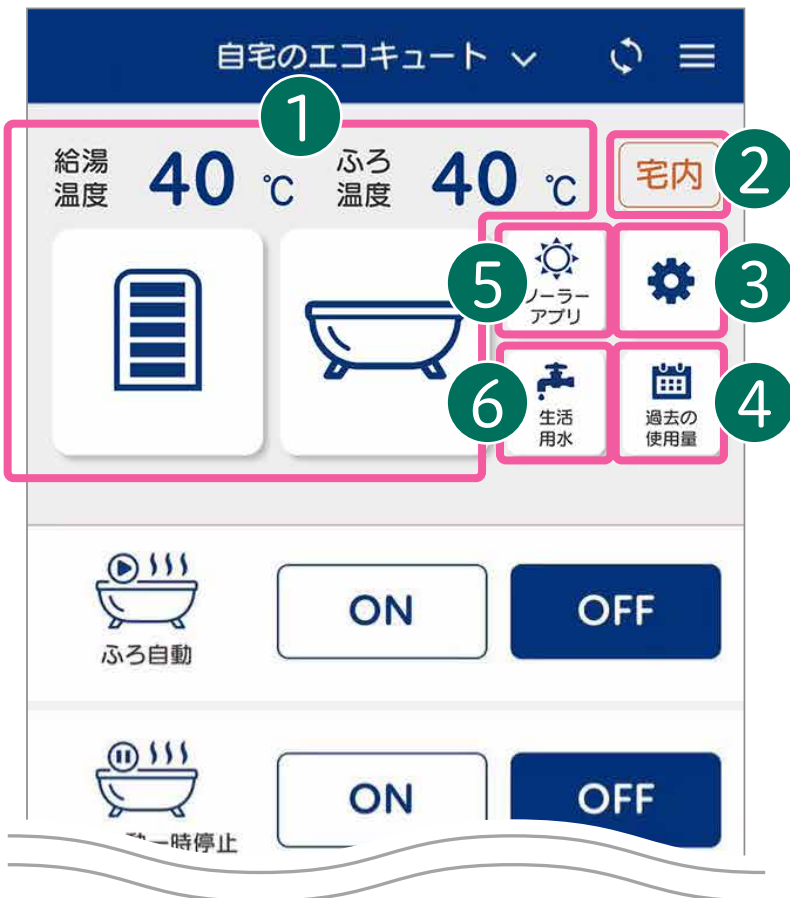 自宅のエコキュート
1
給湯
温度
40 ℃
ふろ
温度
40 ℃
宅内
2
5
ーラー
アプリ
3
6
生活
用水
過去の
使用量
4
ふろ自動
ON
OFF
一時停止
ON
OFF